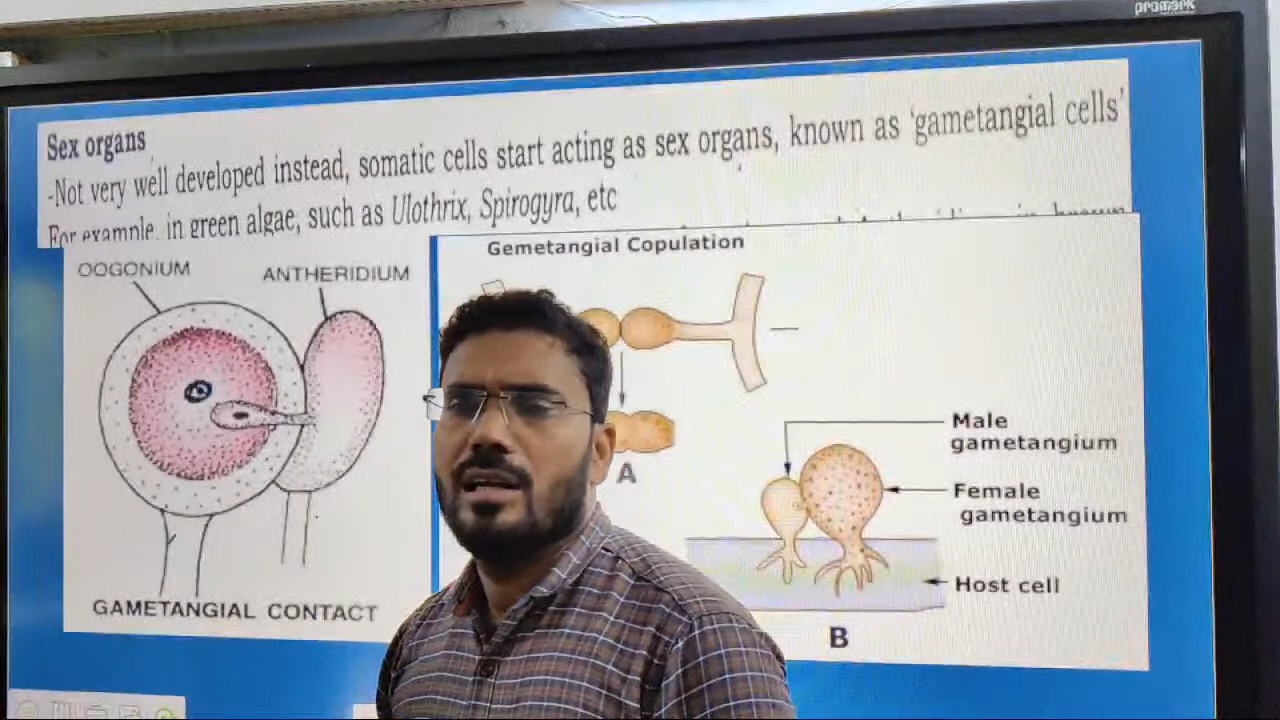 promark
Sex organs
-Not very well developed instead, somatic cells start acting as sex organs, known as 'gametangial cells'
For example, in green algae, such as Ulothrix, Spirogyra, etc
Gemetangial Copulation
OOGONIUM
ANTHERIDIUM
Male
gametangium
Female
gametangium
A
Host cell
GAMETANGIAL CONTACT
B